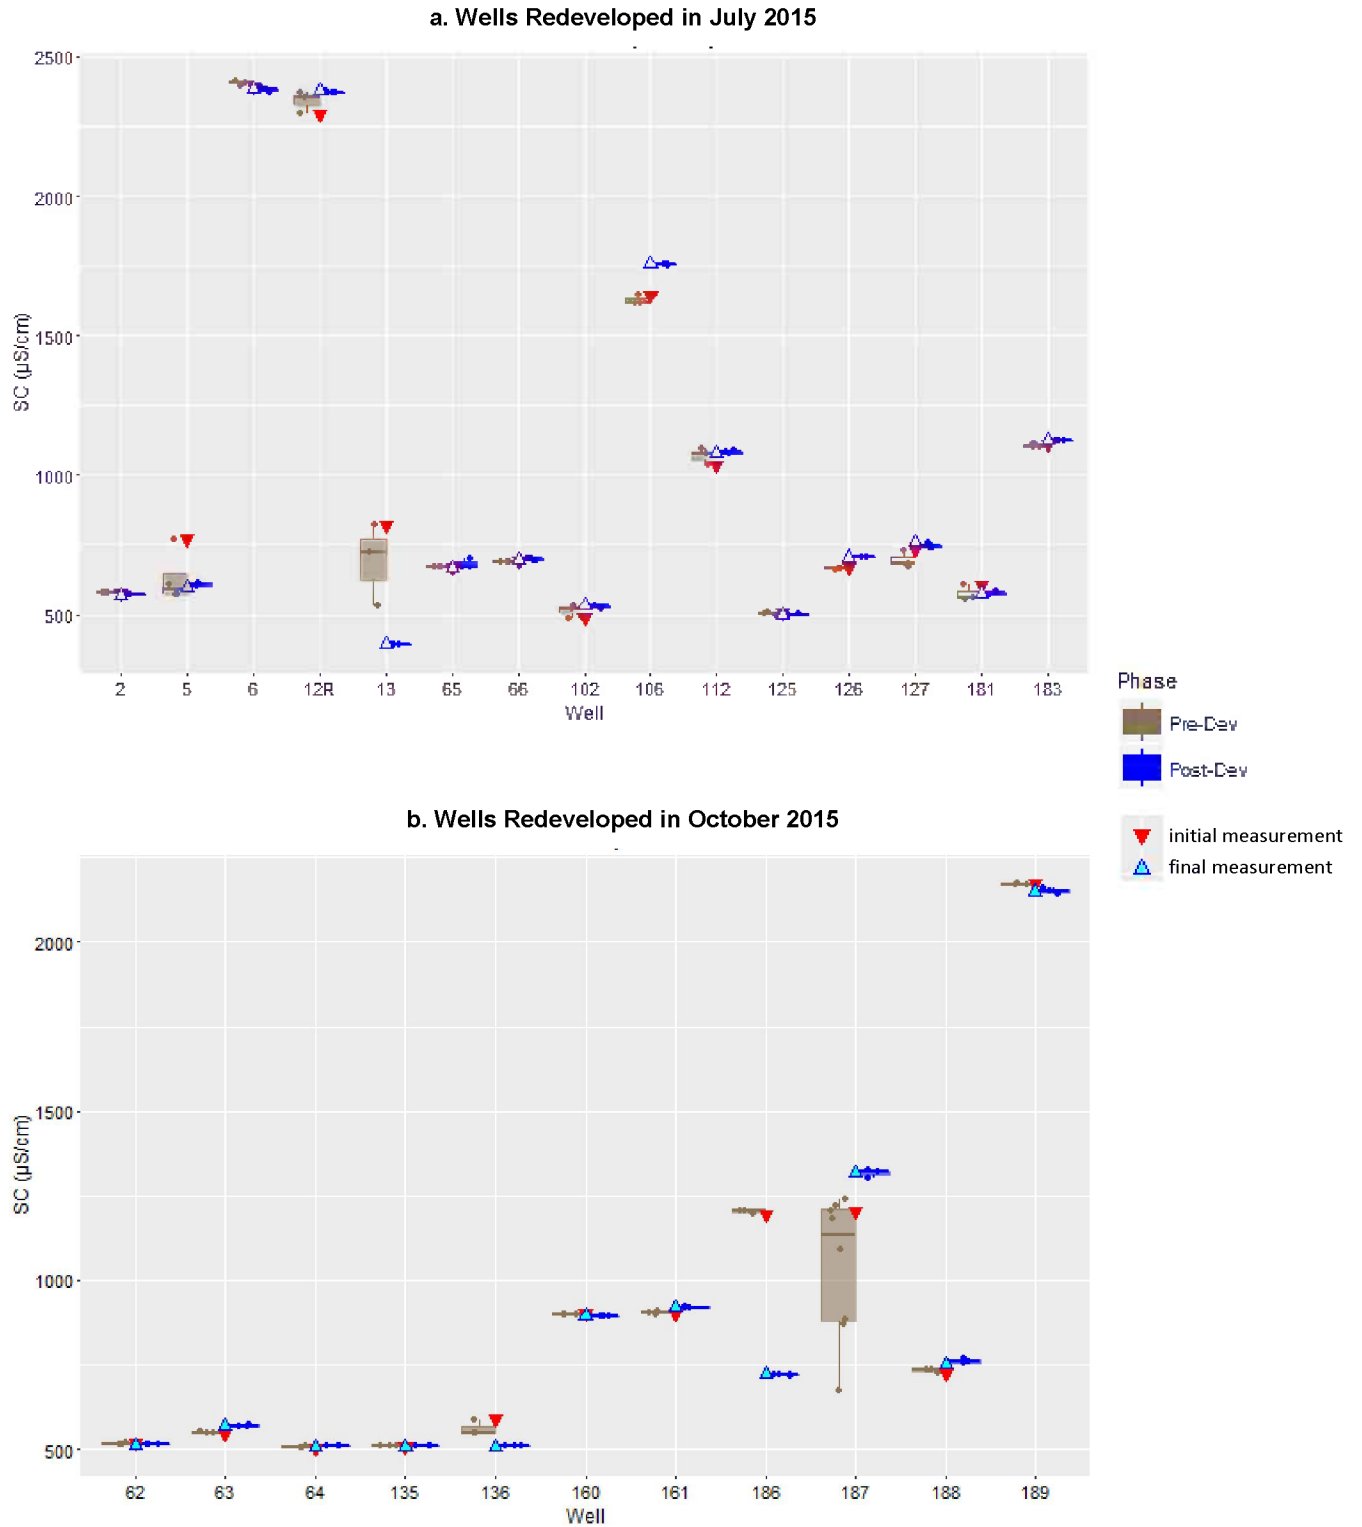 a. Wells Redeveloped in July 2015
2500
2000
1500
1000
500
SC (µS/cm)
2 5 6 12R 13 65 66 102 106 112 125 126 127 181 183
Well
Phase
Pre-Dev
Post-Dev
initial measurement
final measurement
b. Wells Redeveloped in October 2015
2000
1500
1000
500
SC (µS/cm)
62 63 64 135 136 160 161 186 187 188 189
Well